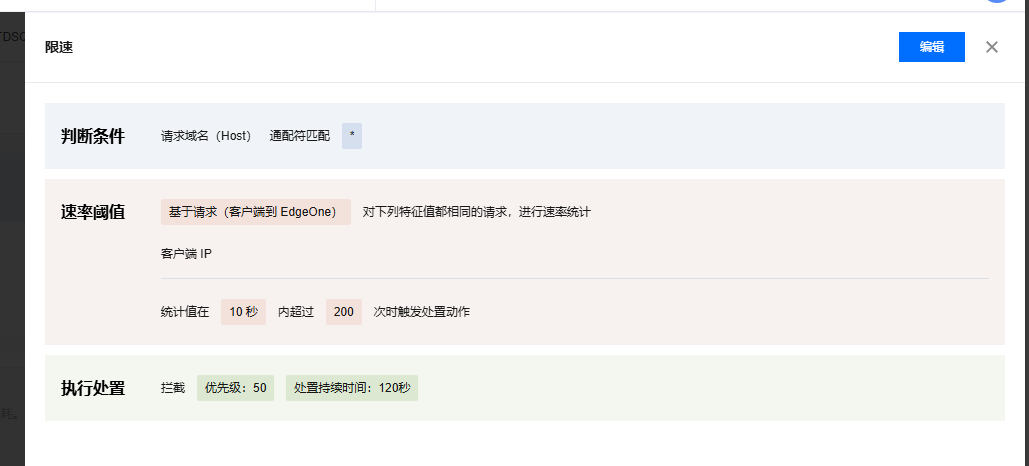 限速
编辑
判断条件 请求域名（Host） 通配符匹配 *
速率阈值 基于请求（客户端到 EdgeOne） 对下列特征值都相同的请求，进行速率统计
客户端 IP
统计值在 10 秒 内超过 200 次时触发处置动作
执行处置 拦截 优先级：50 处置持续时间：120秒
耗。